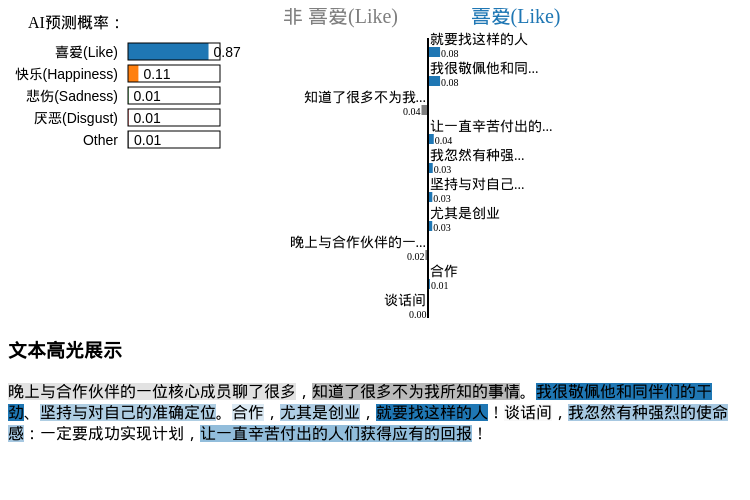 AI预测概率：
喜爱(Like) 0.87
快乐(Happiness) 0.11
悲伤(Sadness) 0.01
厌恶(Disgust) 0.01
Other 0.01
非 喜爱(Like) 喜爱(Like)
就要找这样的人
0.08
我很敬佩他和同...
0.08
知道了很多不为我...
0.04
让一直辛苦付出的...
0.04
我忽然有种强...
0.03
坚持与对自己...
0.03
尤其是创业
0.03
晚上与合作伙伴的一...
0.02
合作
0.01
谈话间
0.00
文本高光展示
晚上与合作伙伴的一位核心成员聊了很多，知道了很多不为我所知的事情。我很敬佩他和同伴们的干
劲、坚持与对自己的准确定位。合作，尤其是创业，就要找这样的人！谈话间，我忽然有种强烈的使命
感：一定要成功实现计划，让一直辛苦付出的人们获得应有的回报！